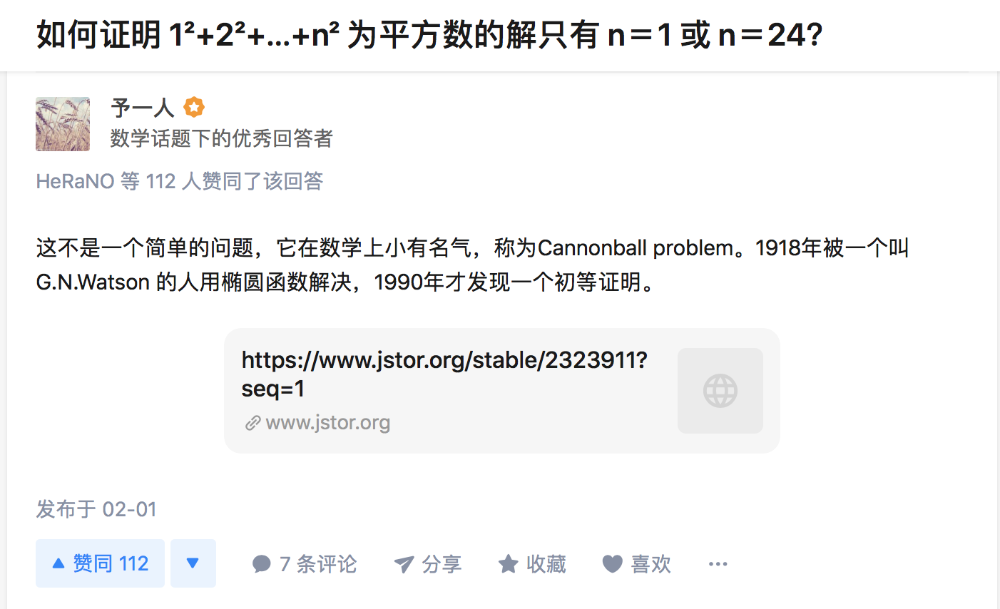 如何证明 1²+2²+...+n² 为平方数的解只有 n＝1 或 n＝24?
予一人
数学话题下的优秀回答者
HeRaNO 等 112 人赞同了该回答
这不是一个简单的问题，它在数学上小有名气，称为Cannonball problem。1918年被一个叫
G.N.Watson 的人用椭圆函数解决，1990年才发现一个初等证明。
https://www.jstor.org/stable/2323911?
seq=1
www.jstor.org
发布于 02-01
赞同 112
7 条评论
分享
收藏
喜欢